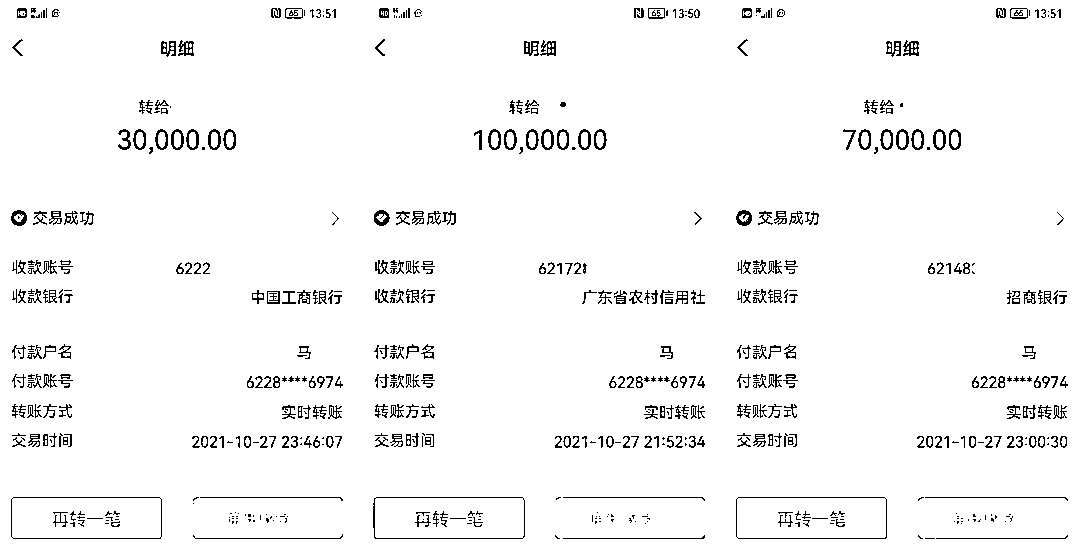 65 13:51
明细
转给
30,000.00
交易成功
收款账号 6222
收款银行 中国工商银行
付款户名 马
付款账号 6228****6974
转账方式 实时转账
交易时间 2021-10-27 23:46:07
再转一笔
65 13:50
明细
转给
100,000.00
交易成功
收款账号 62172
收款银行 广东省农村信用社
付款户名 马
付款账号 6228****6974
转账方式 实时转账
交易时间 2021-10-27 21:52:34
再转一笔
65 13:51
明细
转给
70,000.00
交易成功
收款账号 62148
收款银行 招商银行
付款户名 马
付款账号 6228****6974
转账方式 实时转账
交易时间 2021-10-27 23:00:30
再转一笔